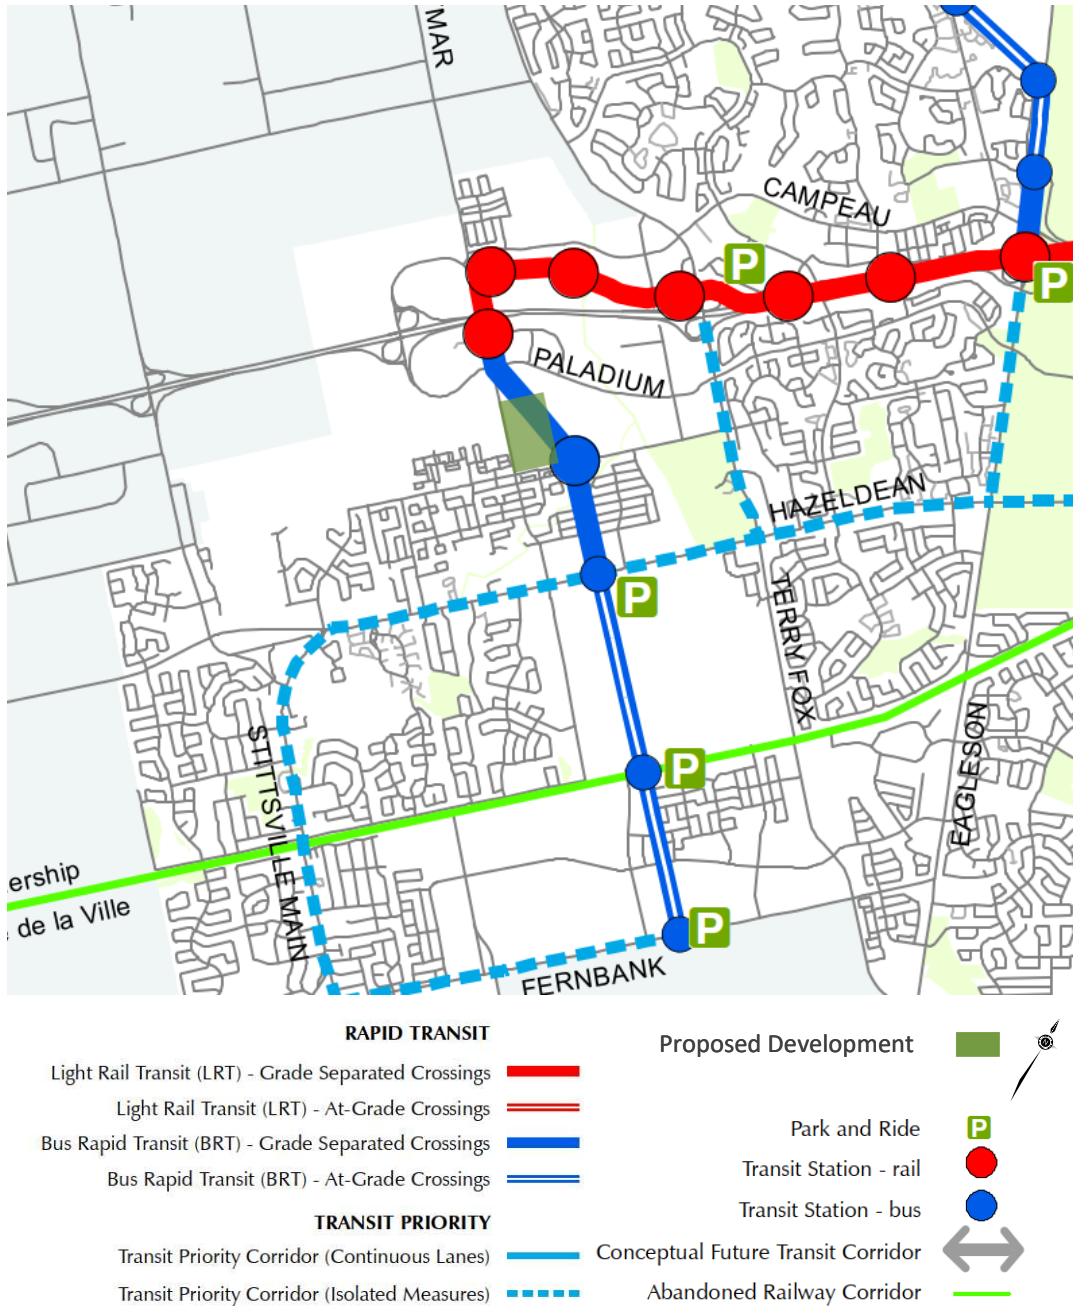 MAR
CAMPEAU
P
P
PALADIUM
HAZELDEAN
P
TERRY FOX
STITTSVILLE MAIN
P
EAGLESON
ership
de la Ville
P
FERNBANK
RAPID TRANSIT
Light Rail Transit (LRT) - Grade Separated Crossings
Light Rail Transit (LRT) - At-Grade Crossings
Bus Rapid Transit (BRT) - Grade Separated Crossings
Bus Rapid Transit (BRT) - At-Grade Crossings
TRANSIT PRIORITY
Transit Priority Corridor (Continuous Lanes)
Transit Priority Corridor (Isolated Measures)
Proposed Development
Park and Ride P
Transit Station - rail
Transit Station - bus
Conceptual Future Transit Corridor
Abandoned Railway Corridor